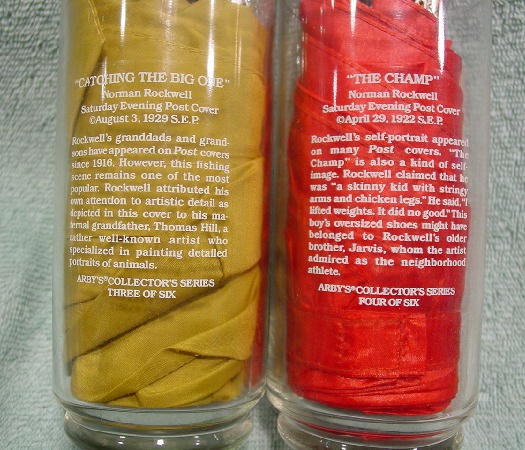 "CATCHING THE BIG ONE"
Norman Rockwell
Saturday Evening Post Cover
©August 3, 1929 S.E.P.
Rockwell's granddads and grand-
sons have appeared on Post covers
since 1916. However, this fishing
scene remains one of the most
popular. Rockwell attributed his
own attention to artistic detail as
depicted in this cover to his ma-
ternal grandfather, Thomas Hill, a
rather well-known artist who
specialized in painting detailed
portraits of animals.
ARBY'S® COLLECTOR'S SERIES
THREE OF SIX
"THE CHAMP"
Norman Rockwell
Saturday Evening Post Cover
©April 29, 1922 S.E.P.
Rockwell's self-portrait appeared
on many Post covers. "The
Champ" is also a kind of self-
image. Rockwell claimed that he
was "a skinny kid with stringy
arms and chicken legs." He said, "I
lifted weights. It did no good." This
boy's oversized shoes might have
belonged to Rockwell's older
brother, Jarvis, whom the artist
admired as the neighborhood
athlete.
ARBY'S® COLLECTOR'S SERIES
FOUR OF SIX